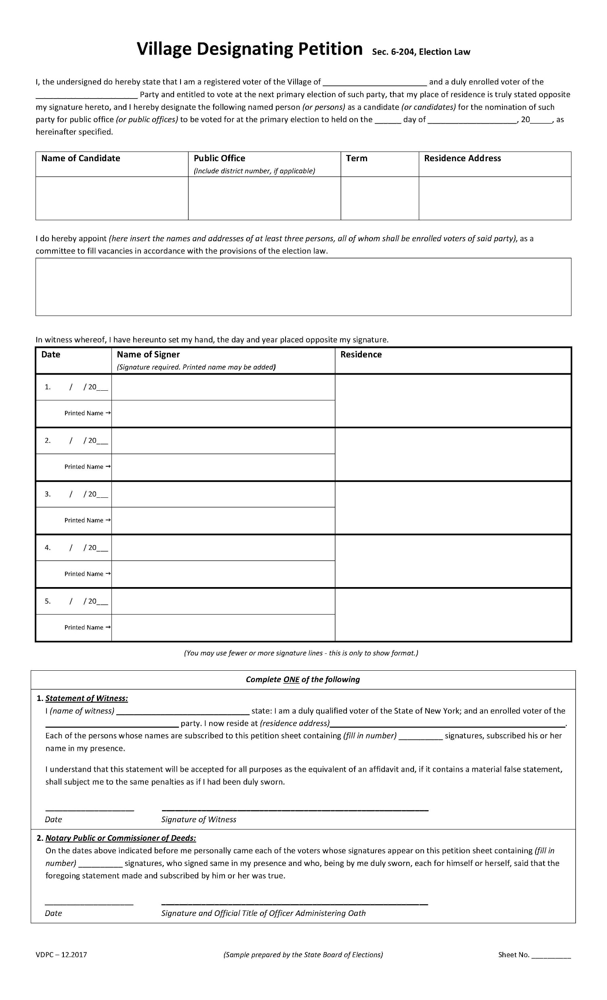 Village Designating Petition Sec. 6-204, Election Law
I, the undersigned do hereby state that I am a registered voter of the Village of ________________________ and a duly enrolled voter of the
________________________ Party and entitled to vote at the next primary election of such party, that my place of residence is truly stated opposite
my signature hereto, and I hereby designate the following named person (or persons) as a candidate (or candidates) for the nomination of such
party for public office (or public offices) to be voted for at the primary election to held on the ______ day of ____________________, 20_____, as
hereinafter specified.
Name of Candidate Public Office Term Residence Address
(Include district number, if applicable)
I do hereby appoint (here insert the names and addresses of at least three persons, all of whom shall be enrolled voters of said party), as a
committee to fill vacancies in accordance with the provisions of the election law.
In witness whereof, I have hereunto set my hand, the day and year placed opposite my signature.
Date Name of Signer Residence
(Signature required. Printed name may be added)
1. / / 20___
Printed Name →
2. / / 20___
Printed Name →
3. / / 20___
Printed Name →
4. / / 20___
Printed Name →
5. / / 20___
Printed Name →
(You may use fewer or more signature lines - this is only to show format.)
Complete ONE of the following
1. Statement of Witness:
I (name of witness) ______________________________ state: I am a duly qualified voter of the State of New York; and an enrolled voter of the
______________________________ party. I now reside at (residence address)_____________________________________________________.
Each of the persons whose names are subscribed to this petition sheet containing (fill in number) __________ signatures, subscribed his or her
name in my presence.
I understand that this statement will be accepted for all purposes as the equivalent of an affidavit and, if it contains a material false statement,
shall subject me to the same penalties as if I had been duly sworn.
____________________ ____________________________________________________________
Date Signature of Witness
2. Notary Public or Commissioner of Deeds:
On the dates above indicated before me personally came each of the voters whose signatures appear on this petition sheet containing (fill in
number) __________ signatures, who signed same in my presence and who, being by me duly sworn, each for himself or herself, said that the
foregoing statement made and subscribed by him or her was true.
____________________ ____________________________________________________________
Date Signature and Official Title of Officer Administering Oath
VDPC – 12.2017 (Sample prepared by the State Board of Elections) Sheet No. _________